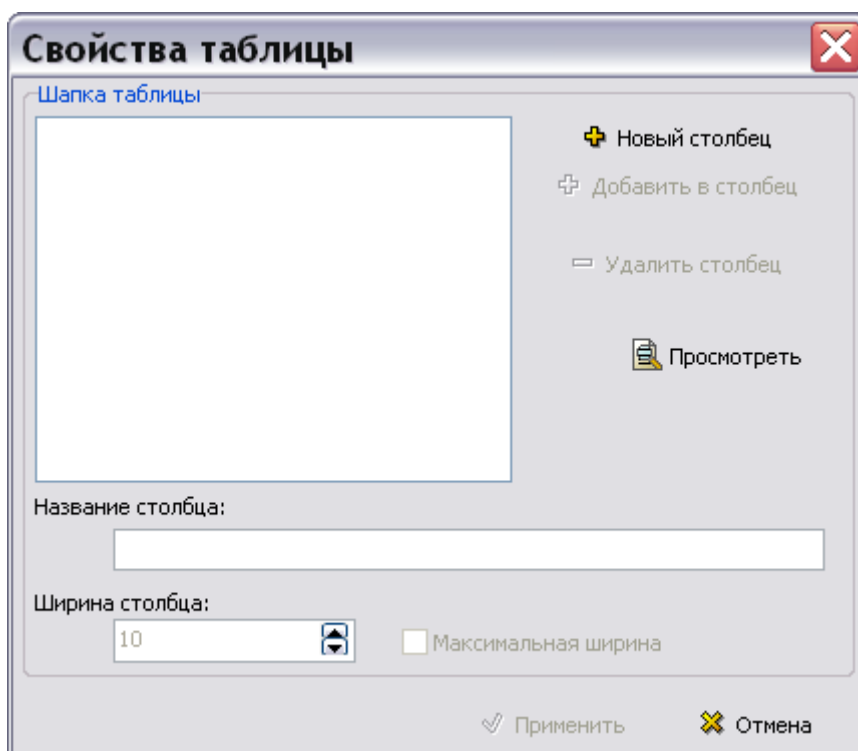 Свойства таблицы
Шапка таблицы
Новый столбец
Добавить в столбец
Удалить столбец
Просмотреть
Название столбца:
Ширина столбца:
10
Максимальная ширина
Применить
Отмена